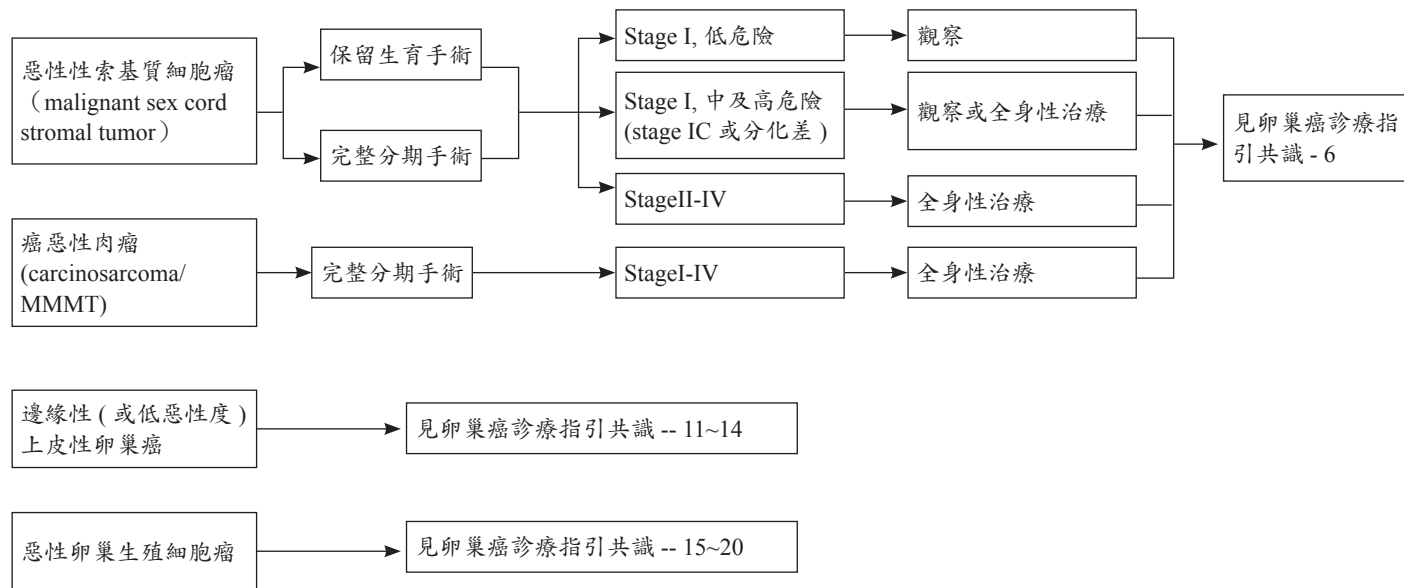 惡性性索基質細胞瘤
（malignant sex cord
stromal tumor）
保留生育手術
完整分期手術
Stage I, 低危險
觀察
Stage I, 中及高危險
(stage IC 或分化差 )
觀察或全身性治療
StageII-IV
全身性治療
見卵巢癌診療指
引共識 - 6
癌惡性肉瘤
(carcinosarcoma/
MMMT)
完整分期手術
StageI-IV
全身性治療
邊緣性 ( 或低惡性度 )
上皮性卵巢癌
見卵巢癌診療指引共識 -- 11~14
惡性卵巢生殖細胞瘤
見卵巢癌診療指引共識 -- 15~20